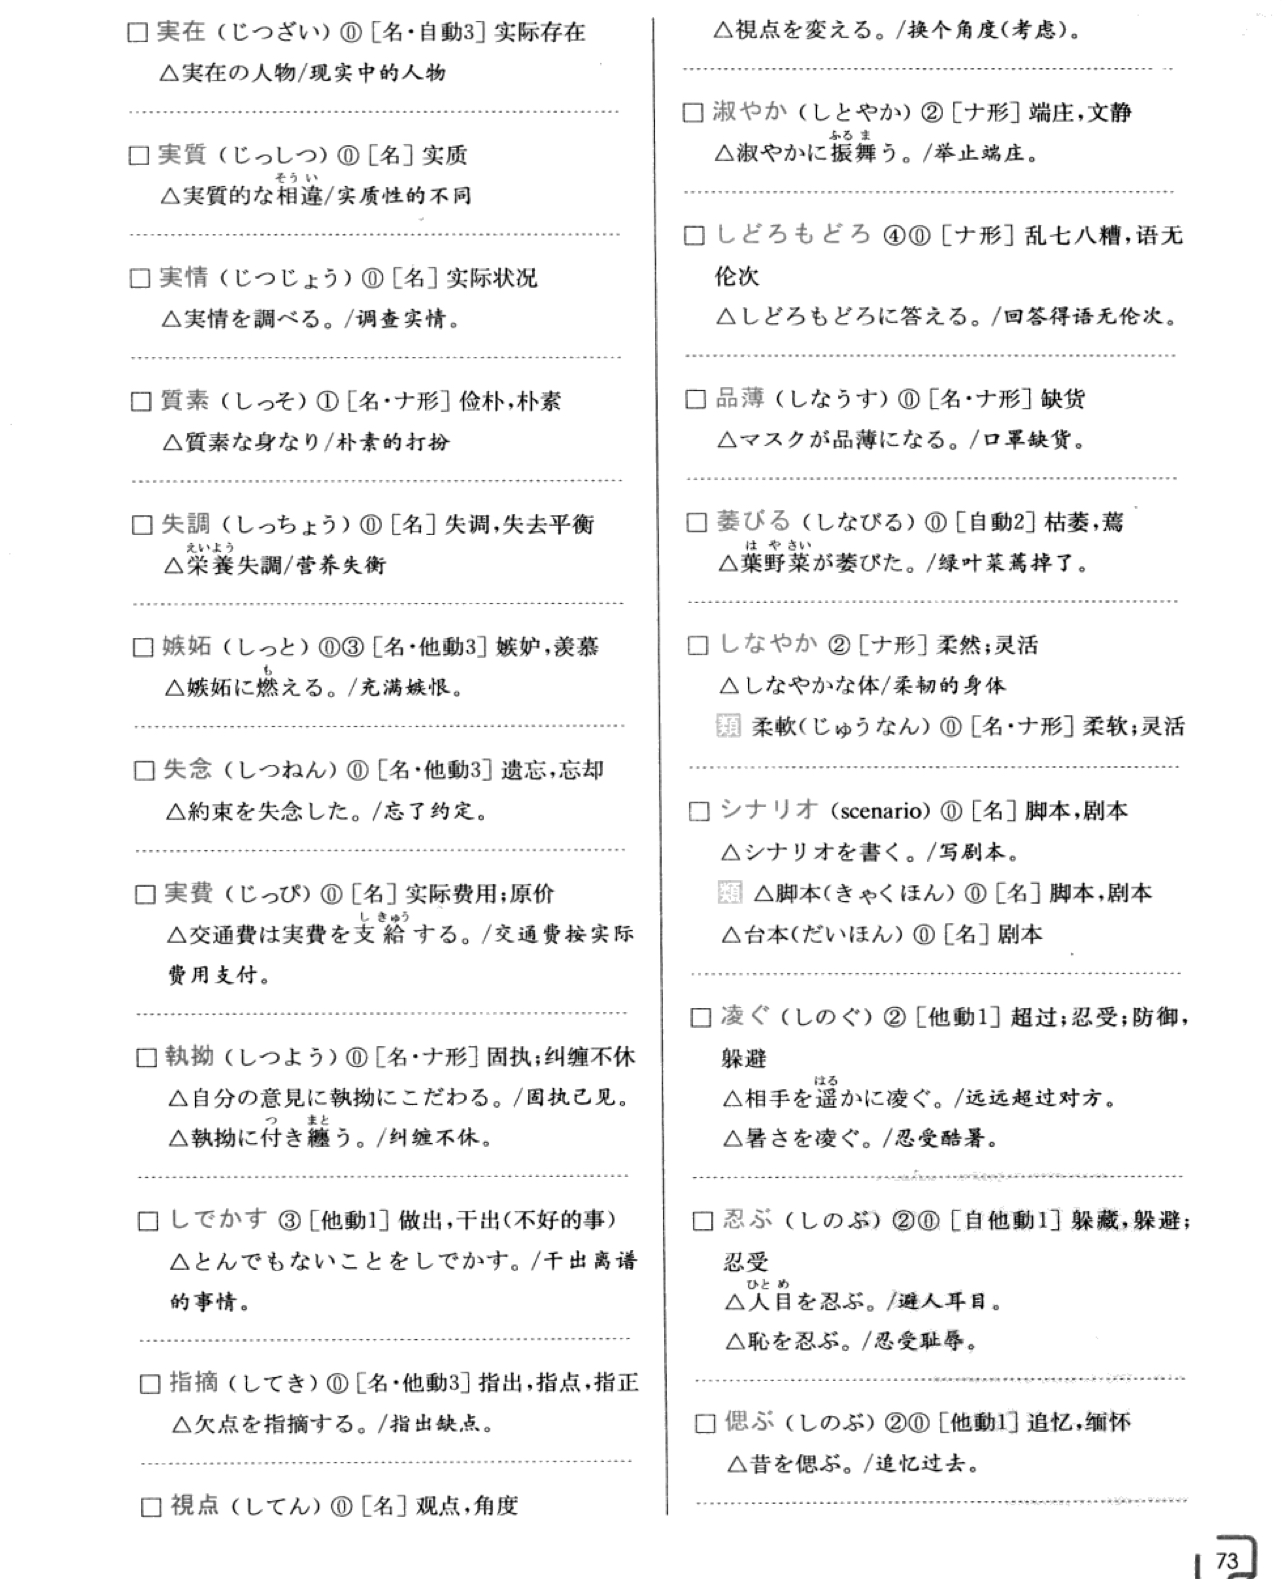 □ 実在（じつざい）⓪［名·自動3］实际存在
△実在の人物/现实中的人物
□ 実質（じっしつ）⓪［名］实质
そうい
△実質的な相違/实质性的不同
□ 実情（じつじょう）⓪［名］实际状况
△実情を調べる。/调查实情。
□ 質素（しっそ）①［名·ナ形］俭朴,朴素
△質素な身なり/朴素的打扮
□ 失調（しっちょう）⓪［名］失调,失去平衡
えいよう
△栄養失調/营养失衡
□ 嫉妬（しっと）⓪③［名·他動3］嫉妒,羡慕
も
△嫉妬に燃える。/充满嫉恨。
□ 失念（しつねん）⓪［名·他動3］遗忘,忘却
△約束を失念した。/忘了约定。
□ 実費（じっぴ）⓪［名］实际费用;原价
しきゅう
△交通費は実費を支給する。/交通费按实际
费用支付。
□ 執拗（しつよう）⓪［名·ナ形］固执;纠缠不休
△自分の意見に執拗にこだわる。/固执己见。
つ まと
△執拗に付き纏う。/纠缠不休。
□ しでかす ③［他動1］做出,干出(不好的事)
△とんでもないことをしでかす。/干出离谱
的事情。
□ 指摘（してき）⓪［名·他動3］指出,指点,指正
△欠点を指摘する。/指出缺点。
□ 視点（してん）⓪［名］观点,角度
△視点を変える。/换个角度(考虑)。
□ 淑やか（しとやか）②［ナ形］端庄,文静
ふるま
△淑やかに振舞う。/举止端庄。
□ しどろもどろ ④⓪［ナ形］乱七八糟,语无
伦次
△しどろもどろに答える。/回答得语无伦次。
□ 品薄（しなうす）⓪［名·ナ形］缺货
△マスクが品薄になる。/口罩缺货。
□ 萎びる（しなびる）⓪［自動2］枯萎,蔫
は やさい
△葉野菜が萎びた。/绿叶菜蔫掉了。
□ しなやか ②［ナ形］柔然;灵活
△しなやかな体/柔韧的身体
類 柔軟(じゅうなん) ⓪［名·ナ形］柔软;灵活
□ シナリオ（scenario）⓪［名］脚本,剧本
△シナリオを書く。/写剧本。
類 △脚本(きゃくほん) ⓪［名］脚本,剧本
△台本(だいほん) ⓪［名］剧本
□ 凌ぐ（しのぐ）②［他動1］超过;忍受;防御,
躲避
はる
△相手を遥かに凌ぐ。/远远超过对方。
△暑さを凌ぐ。/忍受酷暑。
□ 忍ぶ（しのぶ）②⓪［自他動1］躲藏,躲避;
忍受
ひとめ
△人目を忍ぶ。/避人耳目。
△恥を忍ぶ。/忍受耻辱。
□ 偲ぶ（しのぶ）②⓪［他動1］追忆,缅怀
△昔を偲ぶ。/追忆过去。
73